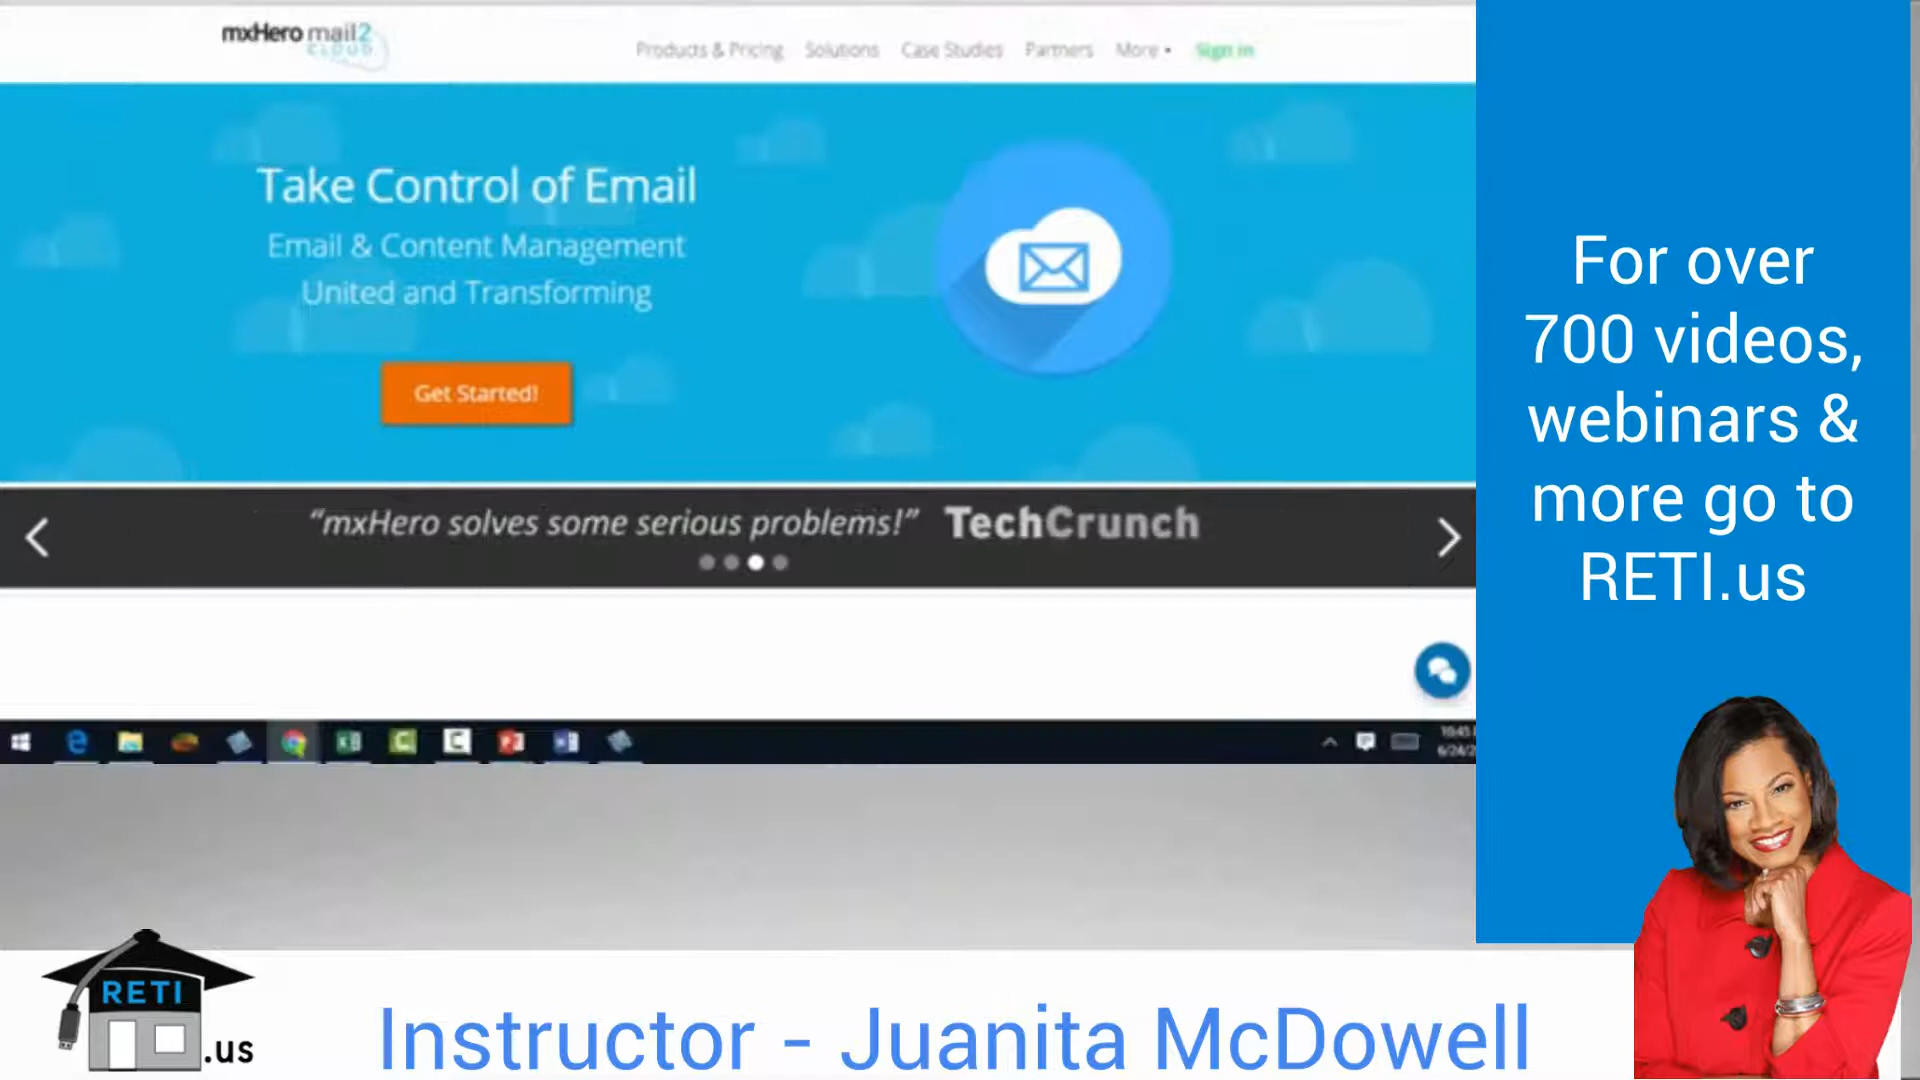 mxHero mail2
CLOUD
Products & Pricing Solutions Case Studies Partners More Sign in
Take Control of Email
Email & Content Management
United and Transforming
Get Started!
“mxHero solves some serious problems!” TechCrunch
For over
700 videos,
webinars &
more go to
RETI.us
RETI
.us
Instructor - Juanita McDowell